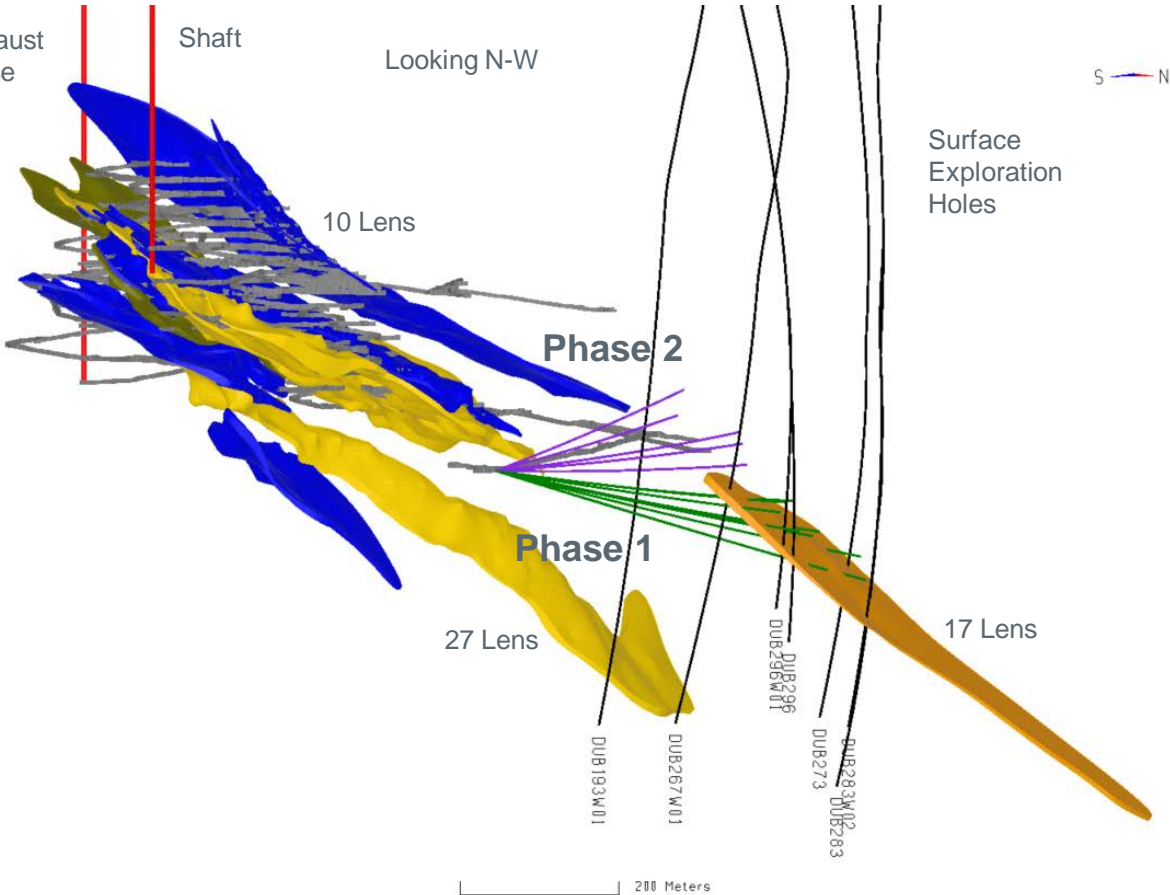 Shaft
Looking N-W
S N
Surface
Exploration
Holes
10 Lens
Phase 2
Phase 1
27 Lens
17 Lens
DUB193W01
DUB267W01
DUB296W01
DUB296
DUB273
DUB283W02
DUB283
200 Meters